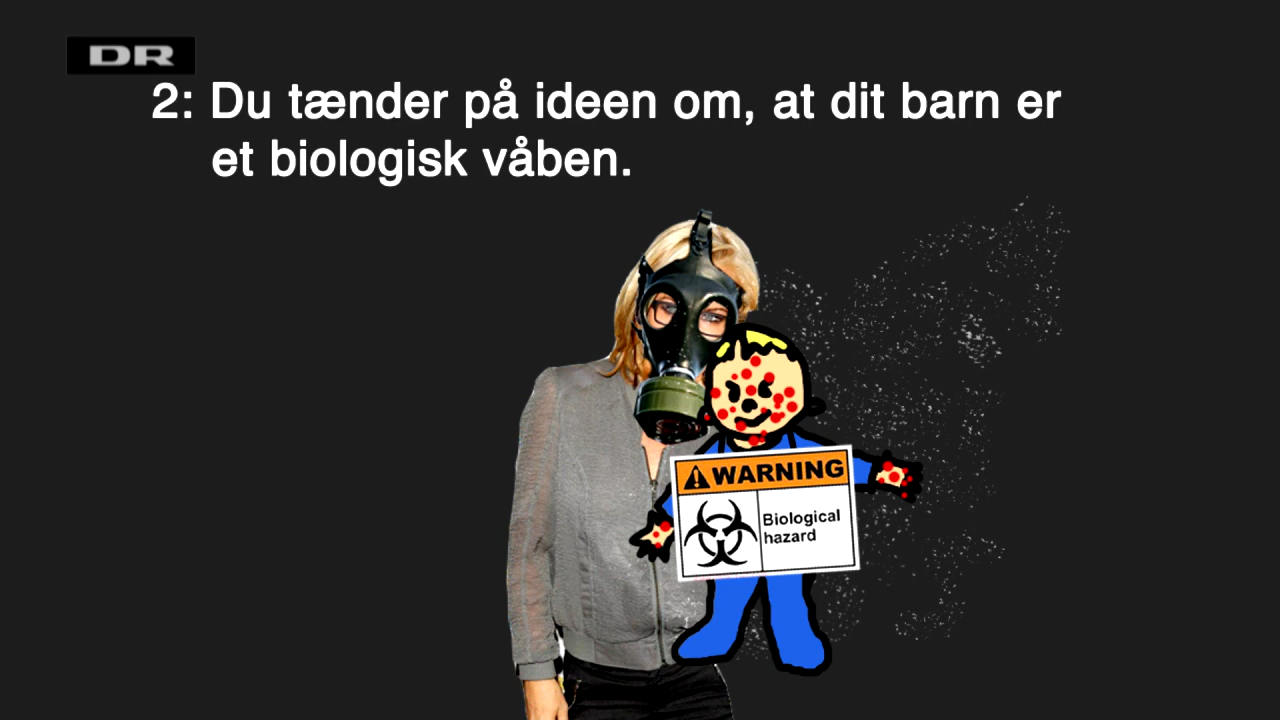 DR
2: Du tænder på ideen om, at dit barn er
et biologisk våben.
WARNING
Biological
hazard